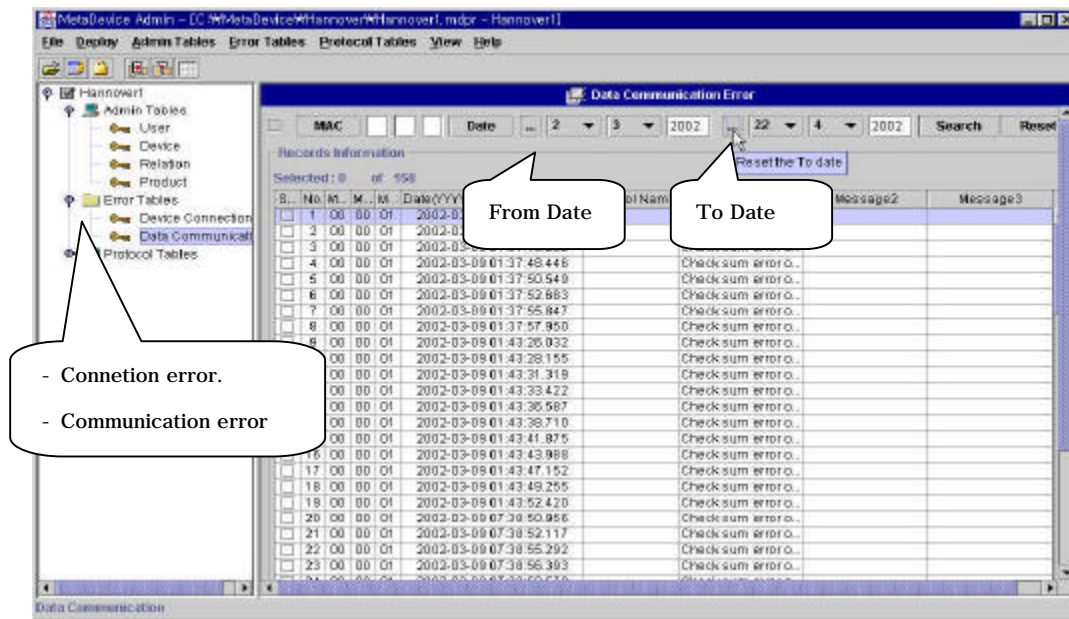 MetaDevice Admin - [C:\MetaDevice\Hannover\Hannover1.mdpr - Hannover1]
File Deploy Admin Tables Error Tables Protocol Tables View Help
Hannover1
Admin Tables
User
Device
Relation
Product
Error Tables
Device Connection
Data Communicati
Protocol Tables
Data Communication Error
MAC Date ... 2 3 2002 ... 22 4 2002 Search Reset
Reset the To date
Records Information
Selected : 0 of 558
From Date
To Date
S... No. M... M... M Date(YYY ol Nam Message2 Message3
1 00 00 01 2002-03
2 00 00 01 2002-03
3 00 00 01
4 00 00 01 2002-03-09 01:37:48.446 Check sum error o...
5 00 00 01 2002-03-09 01:37:50.549 Check sum error o...
6 00 00 01 2002-03-09 01:37:52.683 Check sum error o...
7 00 00 01 2002-03-09 01:37:55.847 Check sum error o...
8 00 00 01 2002-03-09 01:37:57.950 Check sum error o...
9 00 00 01 2002-03-09 01:43:26.032 Check sum error o...
00 00 01 2002-03-09 01:43:28.155 Check sum error o...
00 01 2002-03-09 01:43:31.319 Check sum error o...
00 00 01 2002-03-09 01:43:33.422 Check sum error o...
00 00 01 2002-03-09 01:43:36.587 Check sum error o...
00 00 01 2002-03-09 01:43:38.710 Check sum error o...
00 00 01 2002-03-09 01:43:41.875 Check sum error o...
16 00 00 01 2002-03-09 01:43:43.988 Check sum error o...
17 00 00 01 2002-03-09 01:43:47.152 Check sum error o...
18 00 00 01 2002-03-09 01:43:49.255 Check sum error o...
19 00 00 01 2002-03-09 01:43:52.420 Check sum error o...
20 00 00 01 2002-03-09 07:38:50.956 Check sum error o...
21 00 00 01 2002-03-09 07:38:52.117 Check sum error o...
22 00 00 01 2002-03-09 07:38:55.292 Check sum error o...
23 00 00 01 2002-03-09 07:38:56.393 Check sum error o...
- Connetion error.
- Communication error
Data Communication